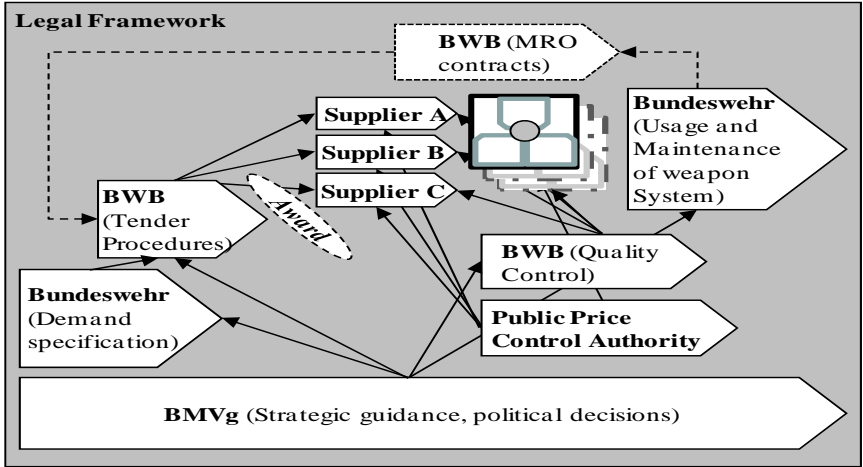 Legal Framework
BWB (MRO
contracts)
Supplier A
Supplier B
Supplier C
Bundeswehr
(Usage and
Maintenance
of weapon
System)
BWB
(Tender
Procedures)
Award
BWB (Quality
Control)
Bundeswehr
(Demand
specification)
Public Price
Control Authority
BMVg (Strategic guidance, political decisions)